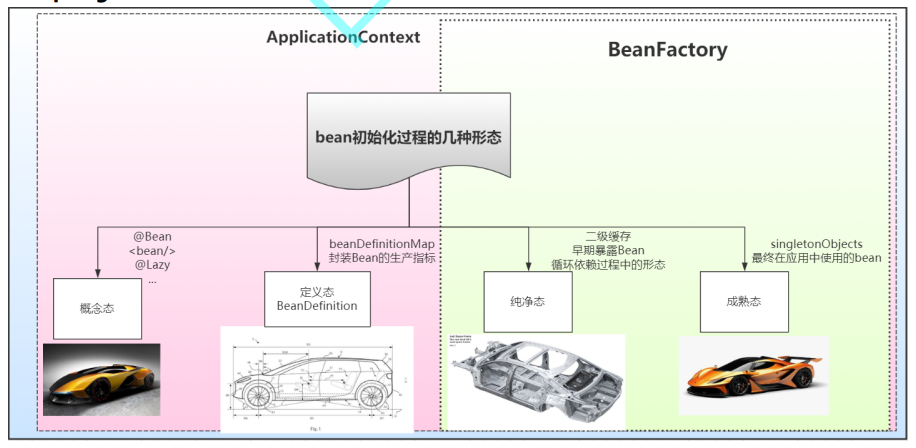 ApplicationContext
BeanFactory
bean初始化过程的几种形态
@Bean
<bean/>
@Lazy
...
概念态
beanDefinitionMap
封装Bean的生产指标
定义态
BeanDefinition
二级缓存
早期暴露Bean
循环依赖过程中的形态
纯净态
singletonObjects
最终在应用中使用的bean
成熟态
Fig. 1